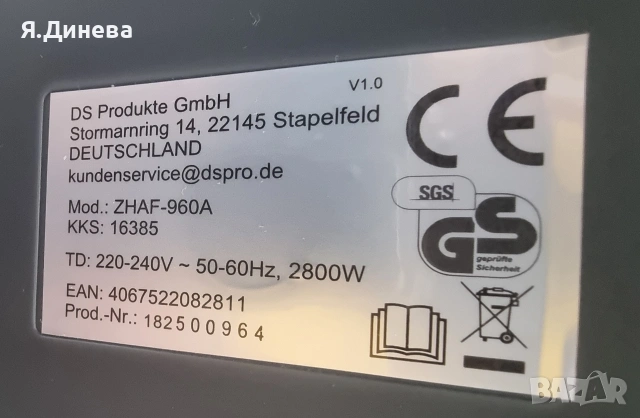 Я.Динева
V1.0
DS Produkte GmbH
Stormarnring 14, 22145 Stapelfeld
DEUTSCHLAND
kundenservice@dspro.de
Mod.: ZHAF-960A
KKS: 16385
TD: 220-240V ~ 50-60Hz, 2800W
EAN: 4067522082811
Prod.-Nr.: 182500964
CE
SGS
GS
geprüfte
Sicherheit
BAZAR